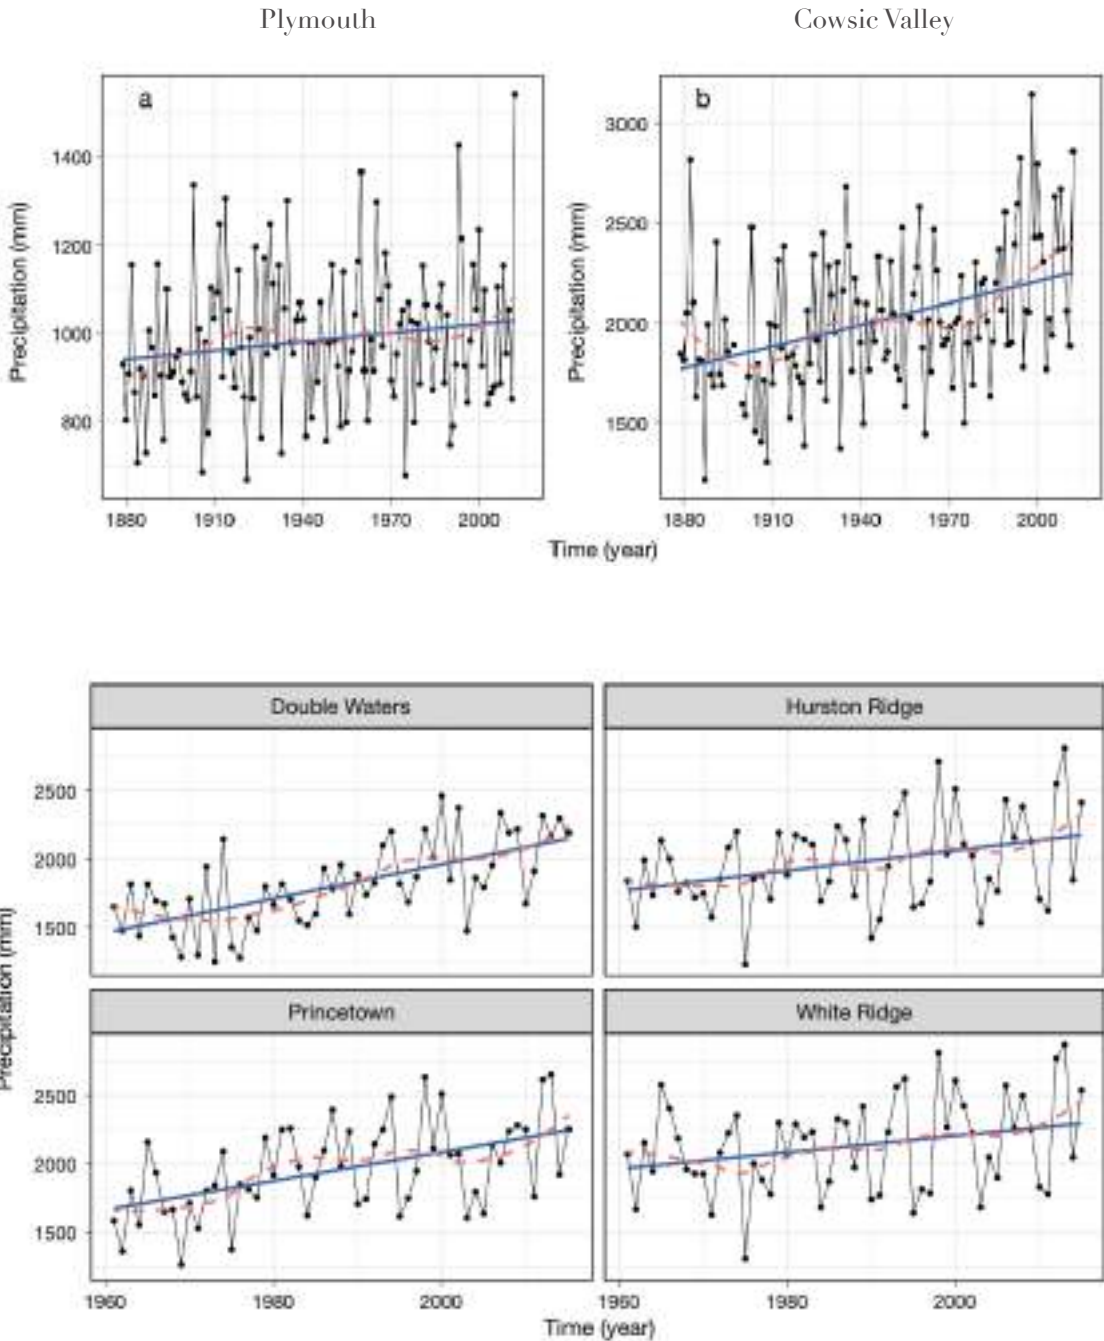 Plymouth
Cowsic Valley
a
b
Precipitation (mm)
1400
1200
1000
800
1880
1910
1940
1970
2000
Precipitation (mm)
3000
2500
2000
1500
1880
1910
1940
1970
2000
Time (year)
Double Waters
Hurston Ridge
2500
2000
1500
Precipitation (mm)
Princetown
White Ridge
2500
2000
1500
1960
1980
2000
1960
1980
2000
Time (year)